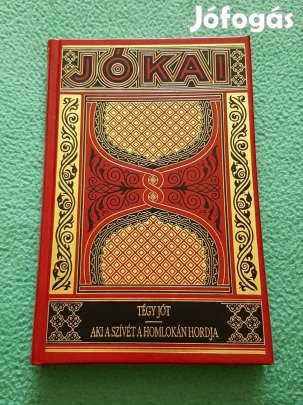 Jófogás
JÓKAI
TÉGY JÓT
AKI A SZÍVÉT A HOMLOKÁN HORDJA